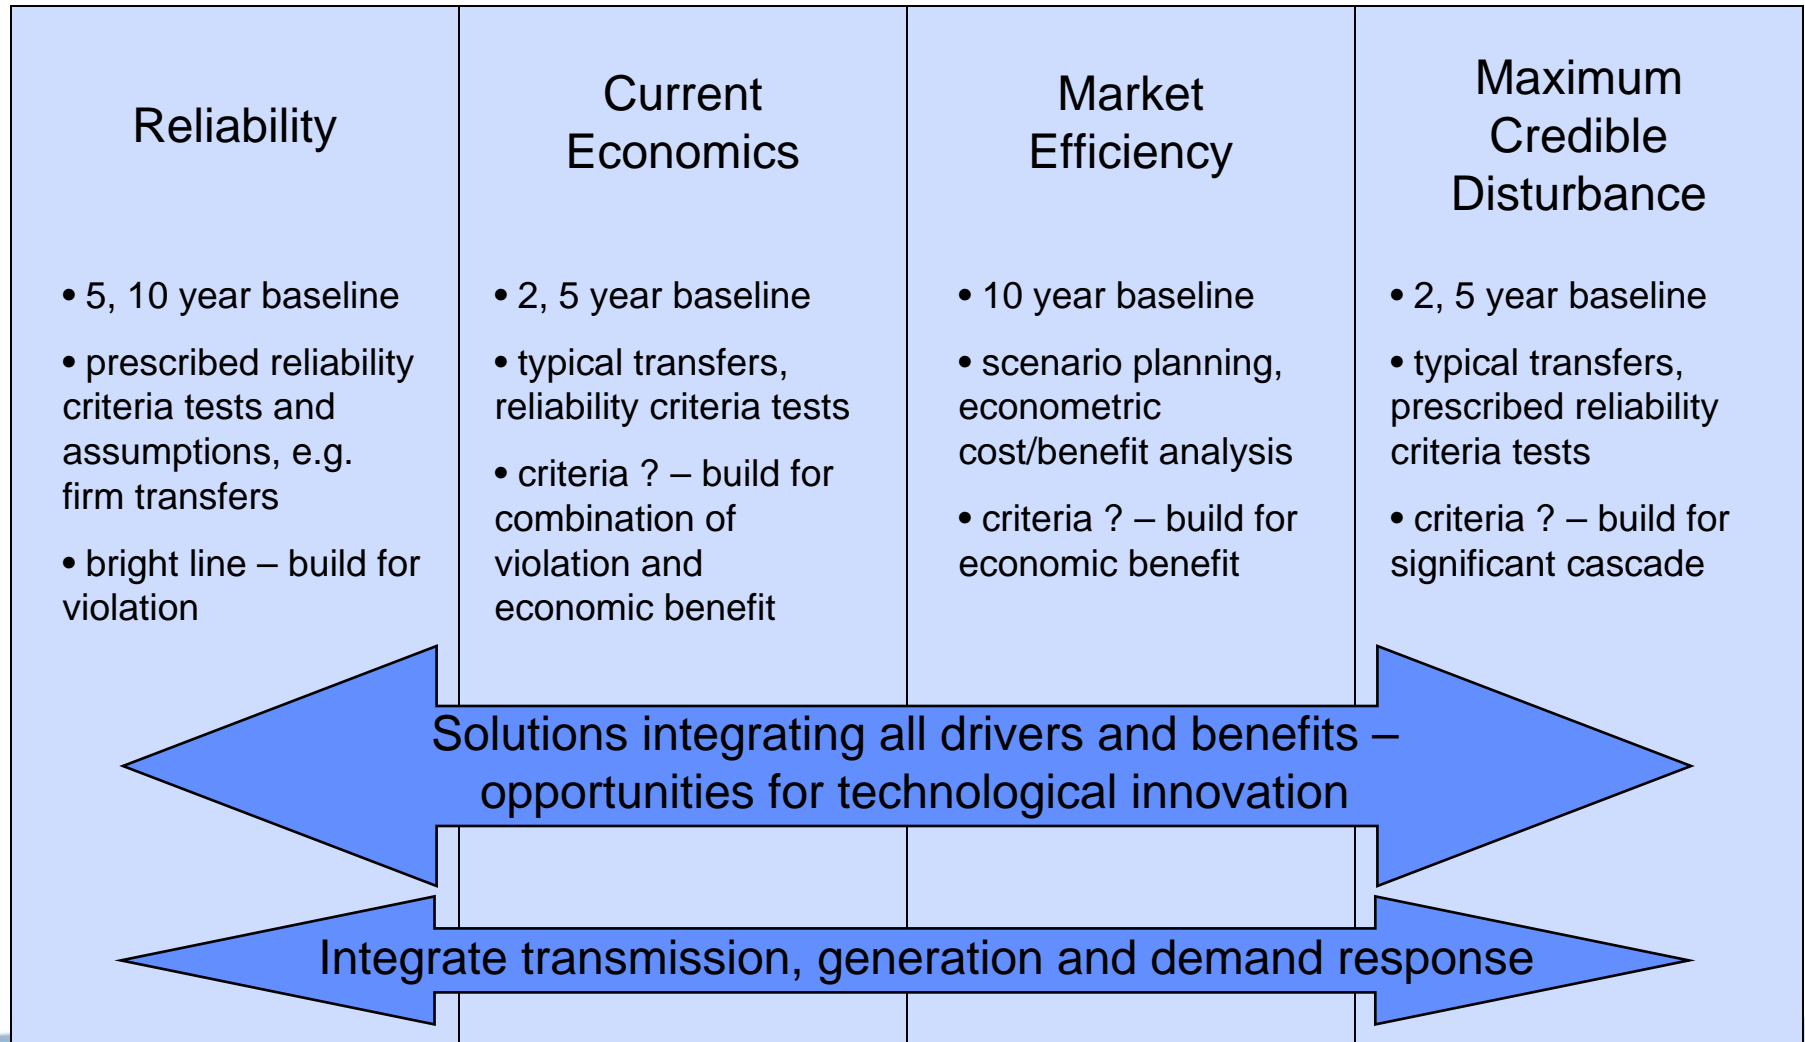 Reliability
• 5, 10 year baseline
• prescribed reliability
criteria tests and
assumptions, e.g.
firm transfers
• bright line – build for
violation
Current
Economics
• 2, 5 year baseline
• typical transfers,
reliability criteria tests
• criteria ? – build for
combination of
violation and
economic benefit
Market
Efficiency
• 10 year baseline
• scenario planning,
econometric
cost/benefit analysis
• criteria ? – build for
economic benefit
Maximum
Credible
Disturbance
• 2, 5 year baseline
• typical transfers,
prescribed reliability
criteria tests
• criteria ? – build for
significant cascade
Solutions integrating all drivers and benefits –
opportunities for technological innovation
Integrate transmission, generation and demand response